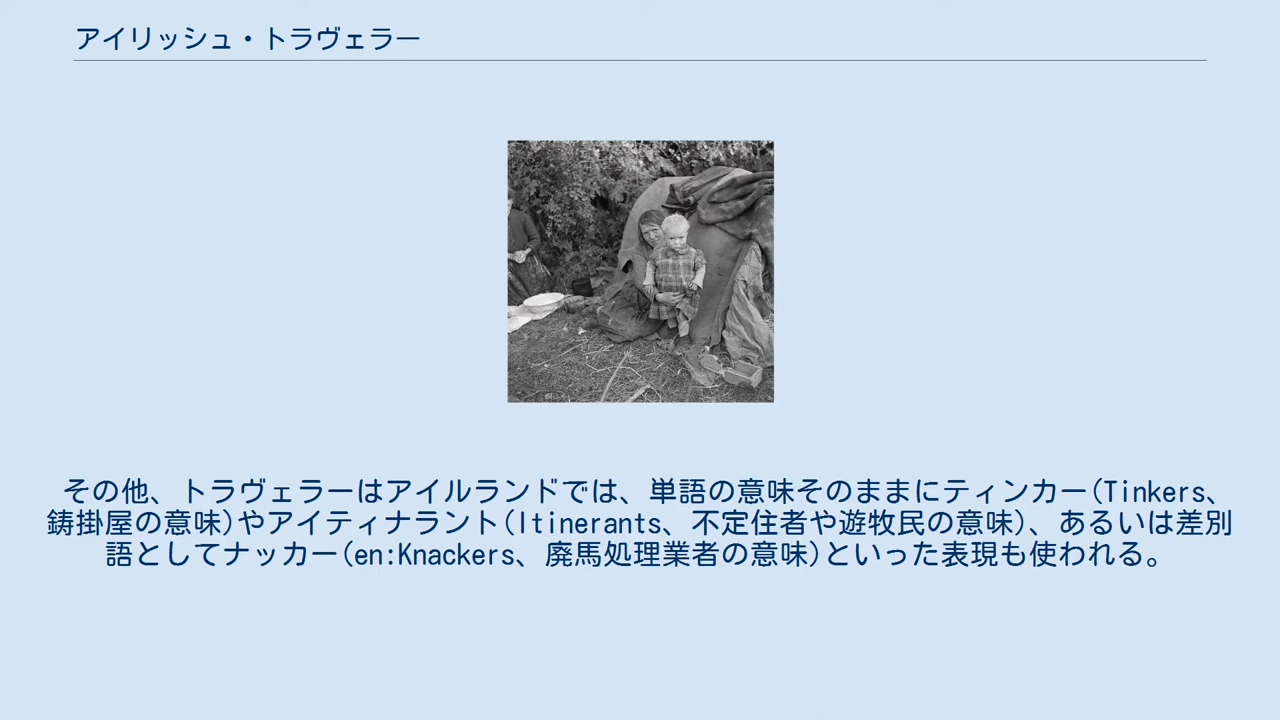 アイリッシュ・トラヴェラー
その他、トラヴェラーはアイルランドでは、単語の意味そのままにティンカー(Tinkers、
鋳掛屋の意味)やアイティナラント(Itinerants、不定住者や遊牧民の意味)、あるいは差別
語としてナッカー(en:Knackers、廃馬処理業者の意味)といった表現も使われる。